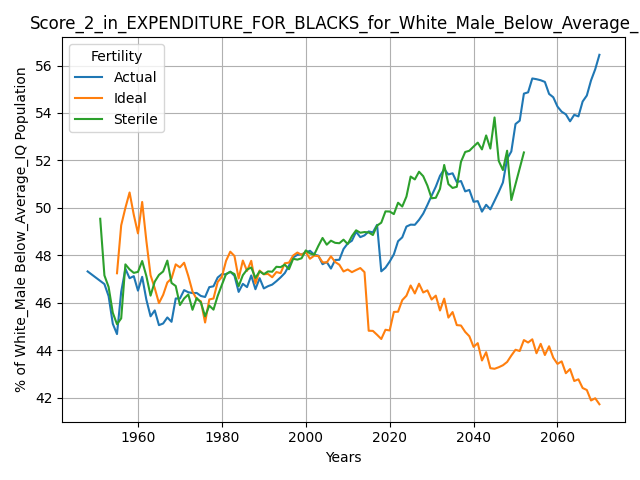 Score_2_in_EXPENDITURE_FOR_BLACKS_for_White_Male_Below_Average_
Fertility
Actual
Ideal
Sterile
% of White_Male Below_Average_IQ Population
56
54
52
50
48
46
44
42
1960
1980
2000
2020
2040
2060
Years